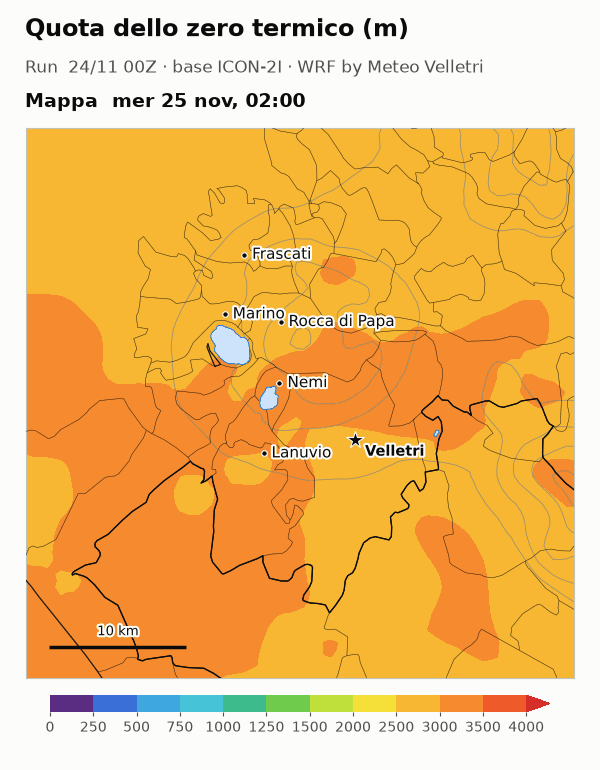 Quota dello zero termico (m)
Run  24/11 00Z · base ICON-2I · WRF by Meteo Velletri
Mappa  mer 25 nov, 02:00
Frascati
Marino
Rocca di Papa
Nemi
Velletri
Lanuvio
10 km
0 250 500 750 1000 1250 1500 2000 2500 3000 3500 4000